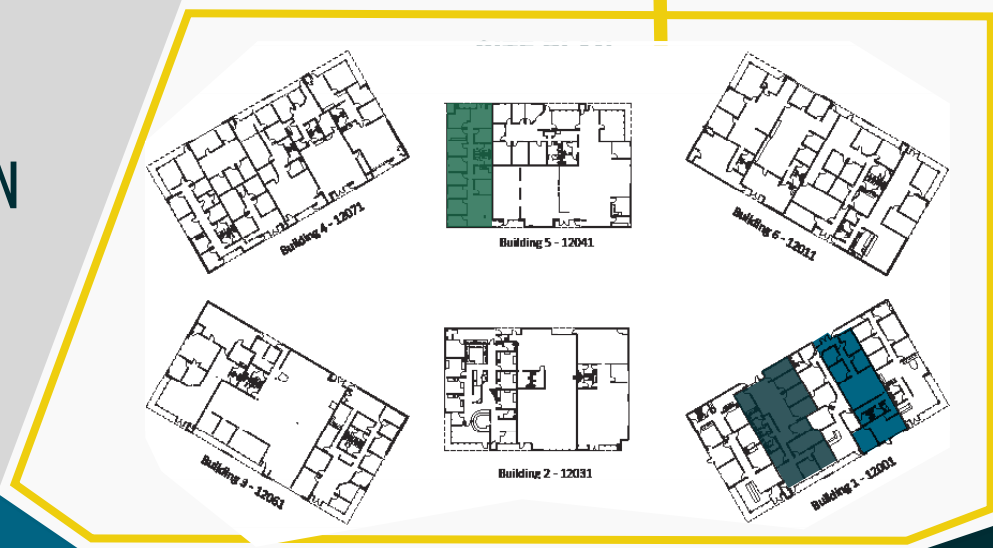 N
Building 4 - 12071
Building 5 - 12041
Building 6 - 12011
Building 3 - 12061
Building 2 - 12031
Building 1 - 12001